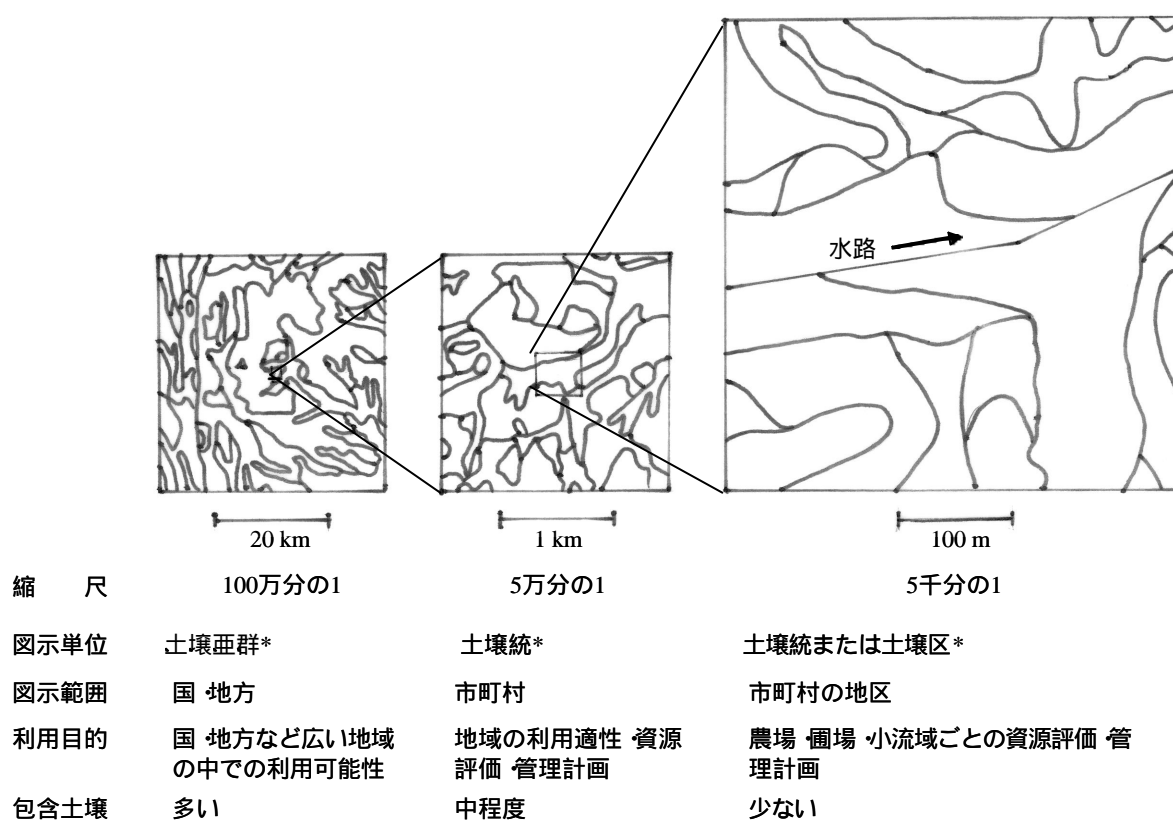 水路
20 km
1 km
100 m
縮 尺 100万分の1 5万分の1 5千分の1
図示単位 土壌亜群* 土壌統* 土壌統または土壌区*
図示範囲 国・地方 市町村 市町村の地区
利用目的 国・地方など広い地域 地域の利用適性・資源 農場・圃場・小流域ごとの資源評価・管
の中での利用可能性 評価・管理計画 理計画
包含土壌 多い 中程度 少ない